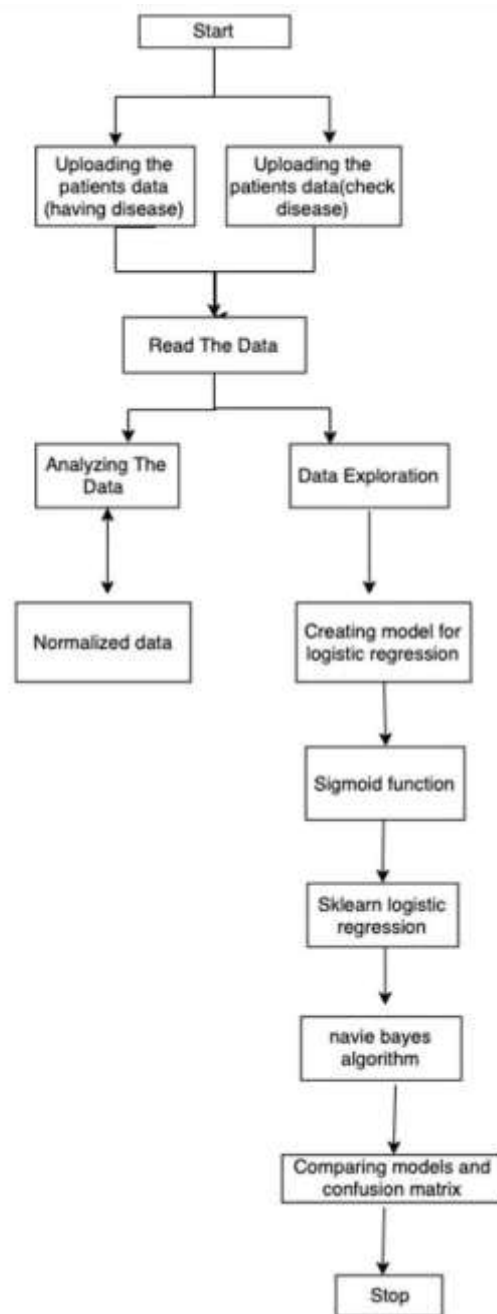 Start
Uploading the
patients data
(having disease)
Uploading the
patients data(check
disease)
Read The Data
Analyzing The
Data
Data Exploration
Normalized data
Creating model for
logistic regression
Sigmoid function
Sklearn logistic
regression
navie bayes
algorithm
Comparing models and
confusion matrix
Stop